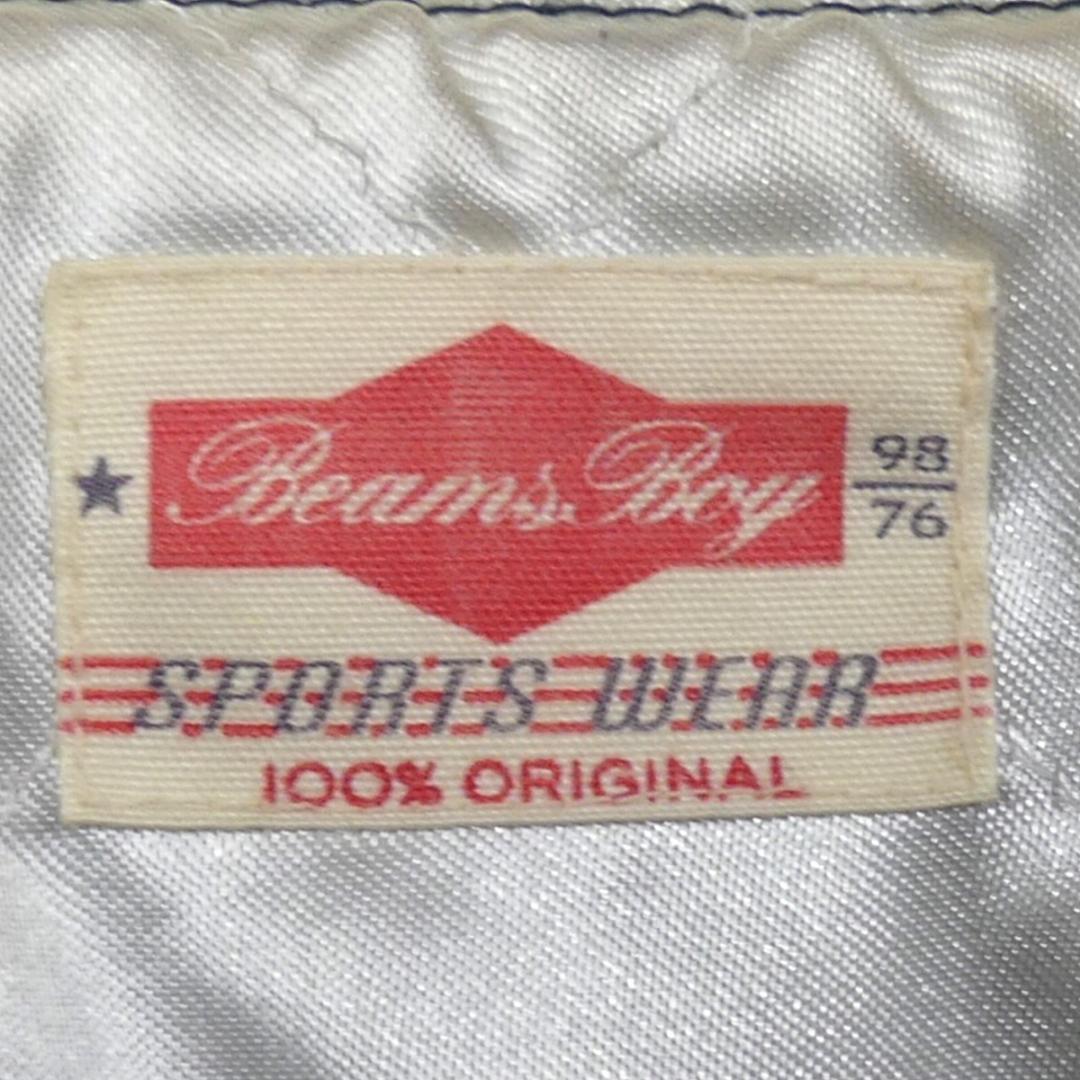 Beams Boy
98
76
SPORTS WEAR
100% ORIGINAL